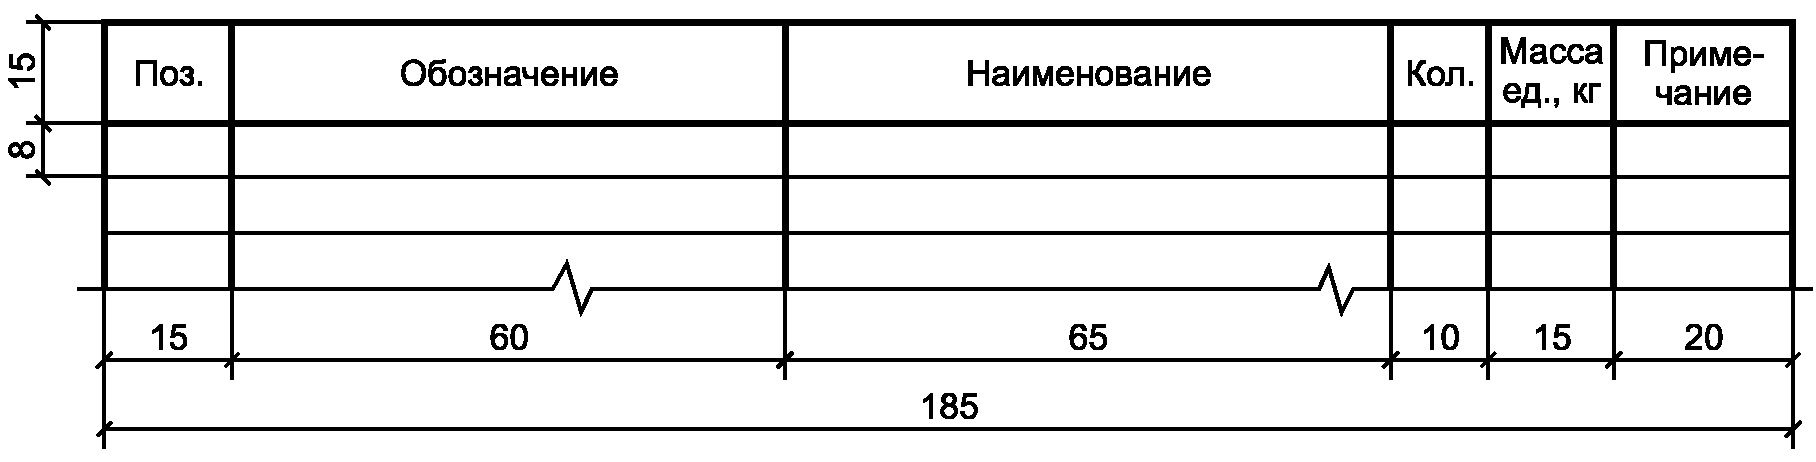 15
8
Поз.
Обозначение
Наименование
Кол.
Масса
ед., кг
Приме-
чание
15
60
65
10
15
20
185